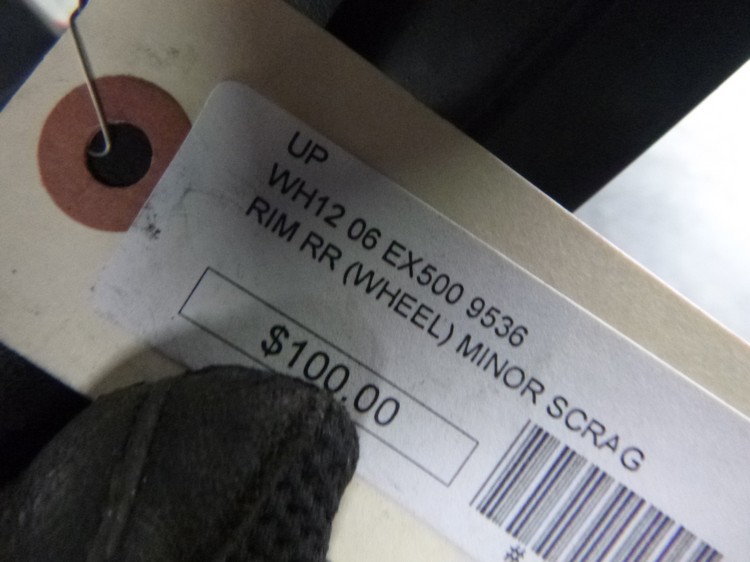 UP
WH12 06 EX500 9536
RIM RR (WHEEL) MINOR SCRAG
$100.00
#